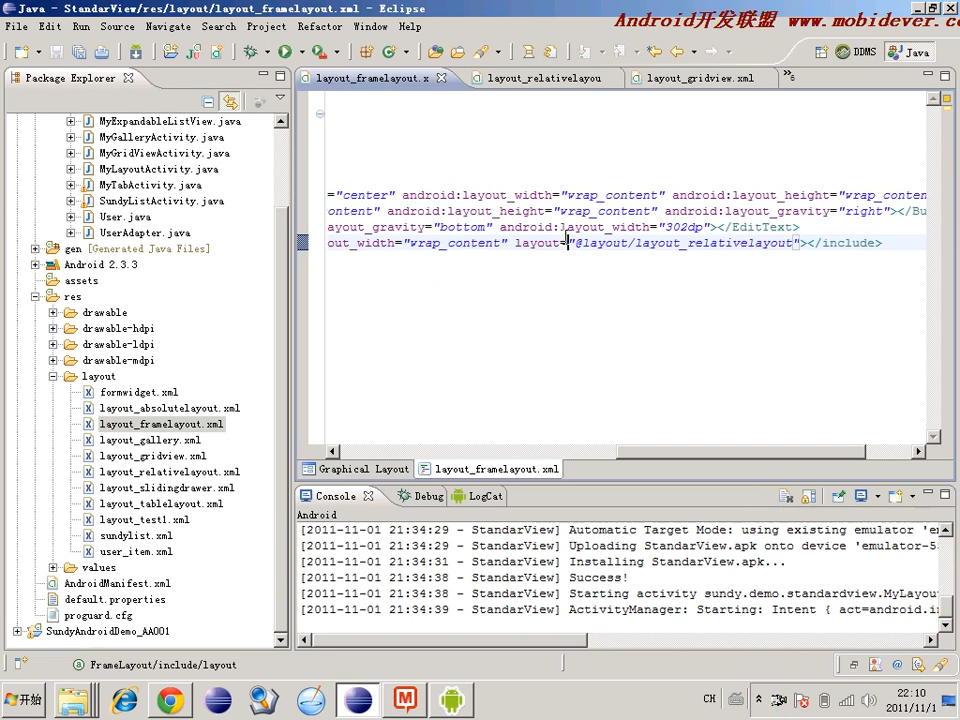 Java - StandarView/res/layout/layout_framelayout.xml - Eclipse
File Edit Run Source Navigate Search Project Refactor Window Help
Android开发联盟 www.mobidever.com
DDMS Java
Package Explorer
layout_framelayout.x layout_relativelayou layout_gridview.xml »6
MyExpandableListView.java
MyGalleryActivity.java
MyGridViewActivity.java
MyLayoutActivity.java
MyTabActivity.java
SundyListActivity.java
User.java
UserAdapter.java
gen [Generated Java Files]
Android 2.3.3
assets
res
drawable
drawable-hdpi
drawable-ldpi
drawable-mdpi
layout
formwidget.xml
layout_absolutelayout.xml
layout_framelayout.xml
layout_gallery.xml
layout_gridview.xml
layout_relativelayout.xml
layout_slidingdrawer.xml
layout_tablelayout.xml
layout_test1.xml
sundylist.xml
user_item.xml
values
AndroidManifest.xml
default.properties
proguard.cfg
SundyAndroidDemo_AA001
="center" android:layout_width="wrap_content" android:layout_height="wrap_conten
ontent" android:layout_height="wrap_content" android:layout_gravity="right"></Bu
ayout_gravity="bottom" android:layout_width="302dp"></EditText>
out_width="wrap_content" layout="@layout/layout_relativelayout"></include>
Graphical Layout layout_framelayout.xml
Console Debug LogCat
Android
[2011-11-01 21:34:29 - StandarView] Automatic Target Mode: using existing emulator 'e
[2011-11-01 21:34:29 - StandarView] Uploading StandarView.apk onto device 'emulator-5
[2011-11-01 21:34:31 - StandarView] Installing StandarView.apk...
[2011-11-01 21:34:38 - StandarView] Success!
[2011-11-01 21:34:38 - StandarView] Starting activity sundy.demo.standardview.MyLayou
[2011-11-01 21:34:39 - StandarView] ActivityManager: Starting: Intent { act=android.i
FrameLayout/include/layout
开始
CH
22:10
2011/11/1